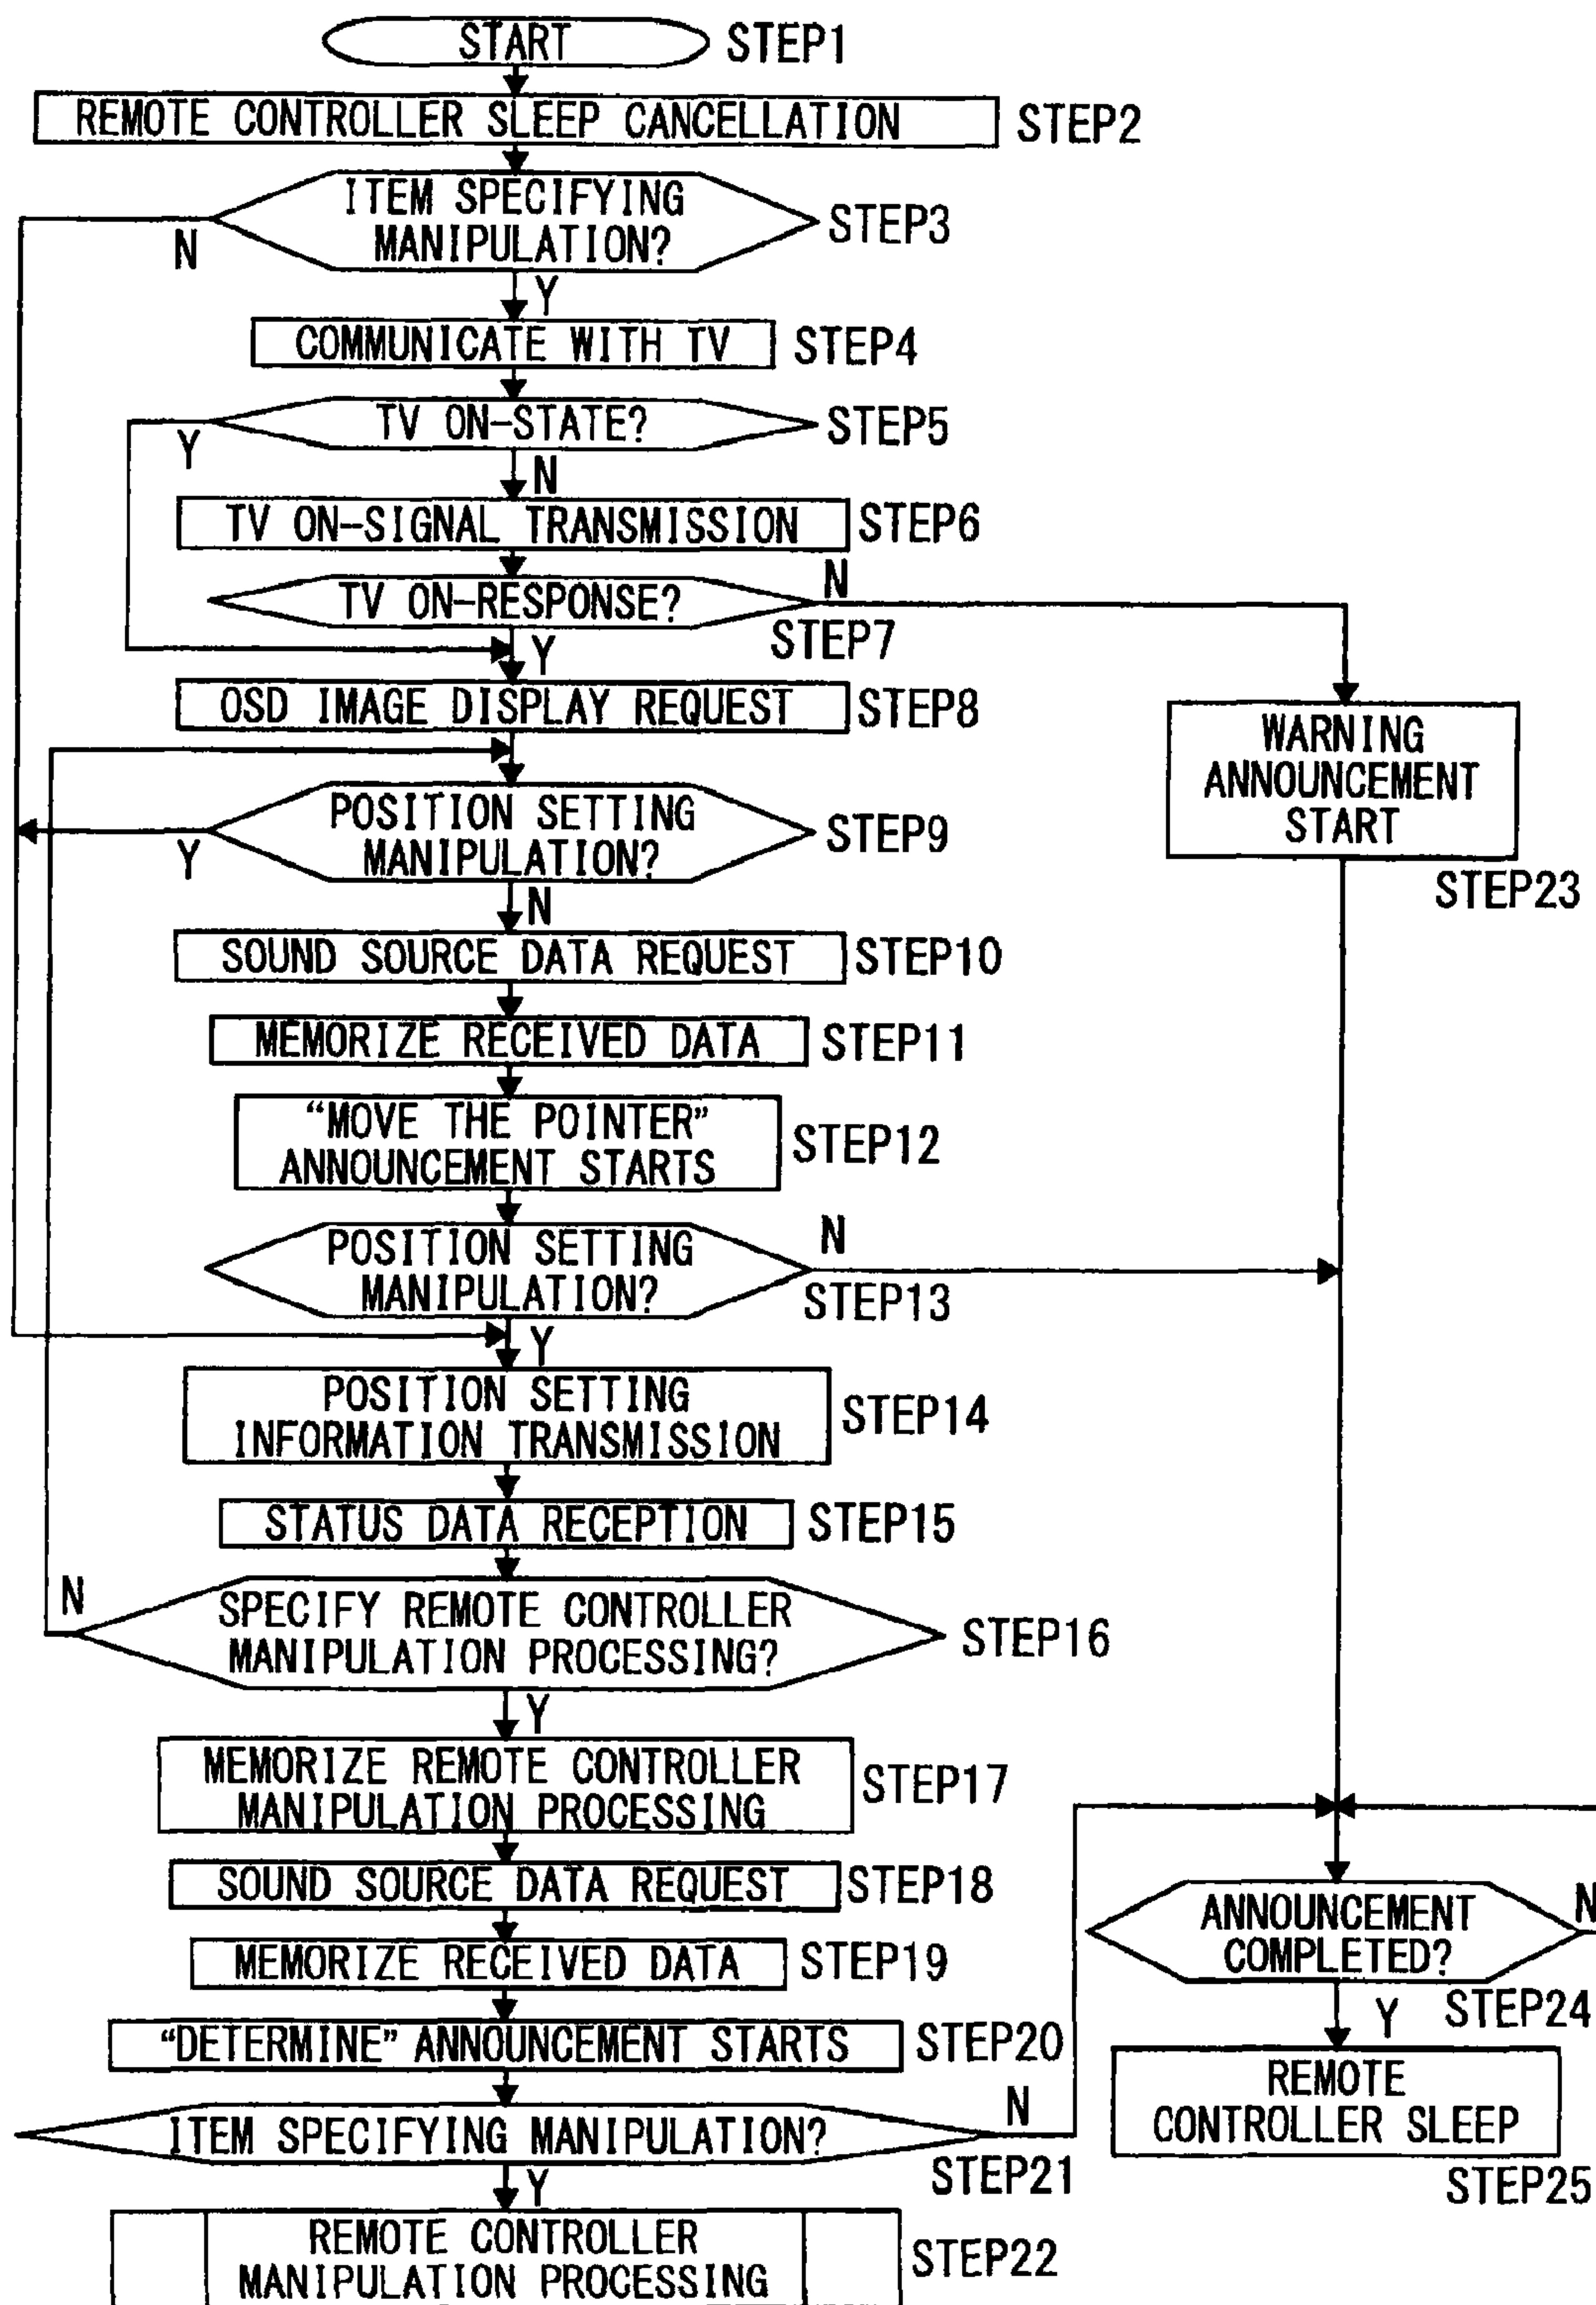 START STEP1
REMOTE CONTROLLER SLEEP CANCELLATION STEP2
ITEM SPECIFYING
MANIPULATION?
STEP3
N
Y
COMMUNICATE WITH TV STEP4
TV ON-STATE? STEP5
Y
N
TV ON-SIGNAL TRANSMISSION STEP6
TV ON-RESPONSE?
N
STEP7
Y
OSD IMAGE DISPLAY REQUEST STEP8
WARNING
ANNOUNCEMENT
START
STEP23
POSITION SETTING
MANIPULATION?
STEP9
Y
N
SOUND SOURCE DATA REQUEST STEP10
MEMORIZE RECEIVED DATA STEP11
“MOVE THE POINTER”
ANNOUNCEMENT STARTS
STEP12
POSITION SETTING
MANIPULATION?
N
STEP13
Y
POSITION SETTING
INFORMATION TRANSMISSION
STEP14
STATUS DATA RECEPTION STEP15
N
SPECIFY REMOTE CONTROLLER
MANIPULATION PROCESSING?
STEP16
Y
MEMORIZE REMOTE CONTROLLER
MANIPULATION PROCESSING
STEP17
SOUND SOURCE DATA REQUEST STEP18
MEMORIZE RECEIVED DATA STEP19
“DETERMINE” ANNOUNCEMENT STARTS STEP20
ITEM SPECIFYING MANIPULATION?
N
STEP21
Y
REMOTE CONTROLLER
MANIPULATION PROCESSING
STEP22
ANNOUNCEMENT
COMPLETED?
N
STEP24
Y
REMOTE
CONTROLLER SLEEP
STEP25